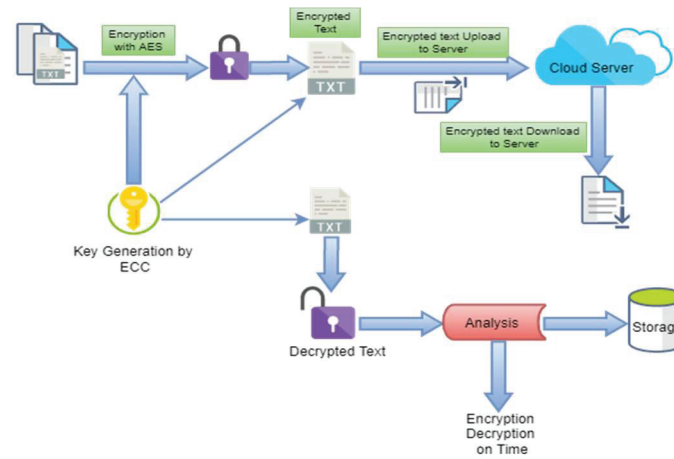 Encrypted
Text
Encryption
with AES
Encrypted text Upload
to Server
TXT
TXT
Cloud Server
Encrypted text Download
to Server
TXT
Key Generation by
ECC
Decrypted Text
Analysis
Storag
Encryption
Decryption
on Time